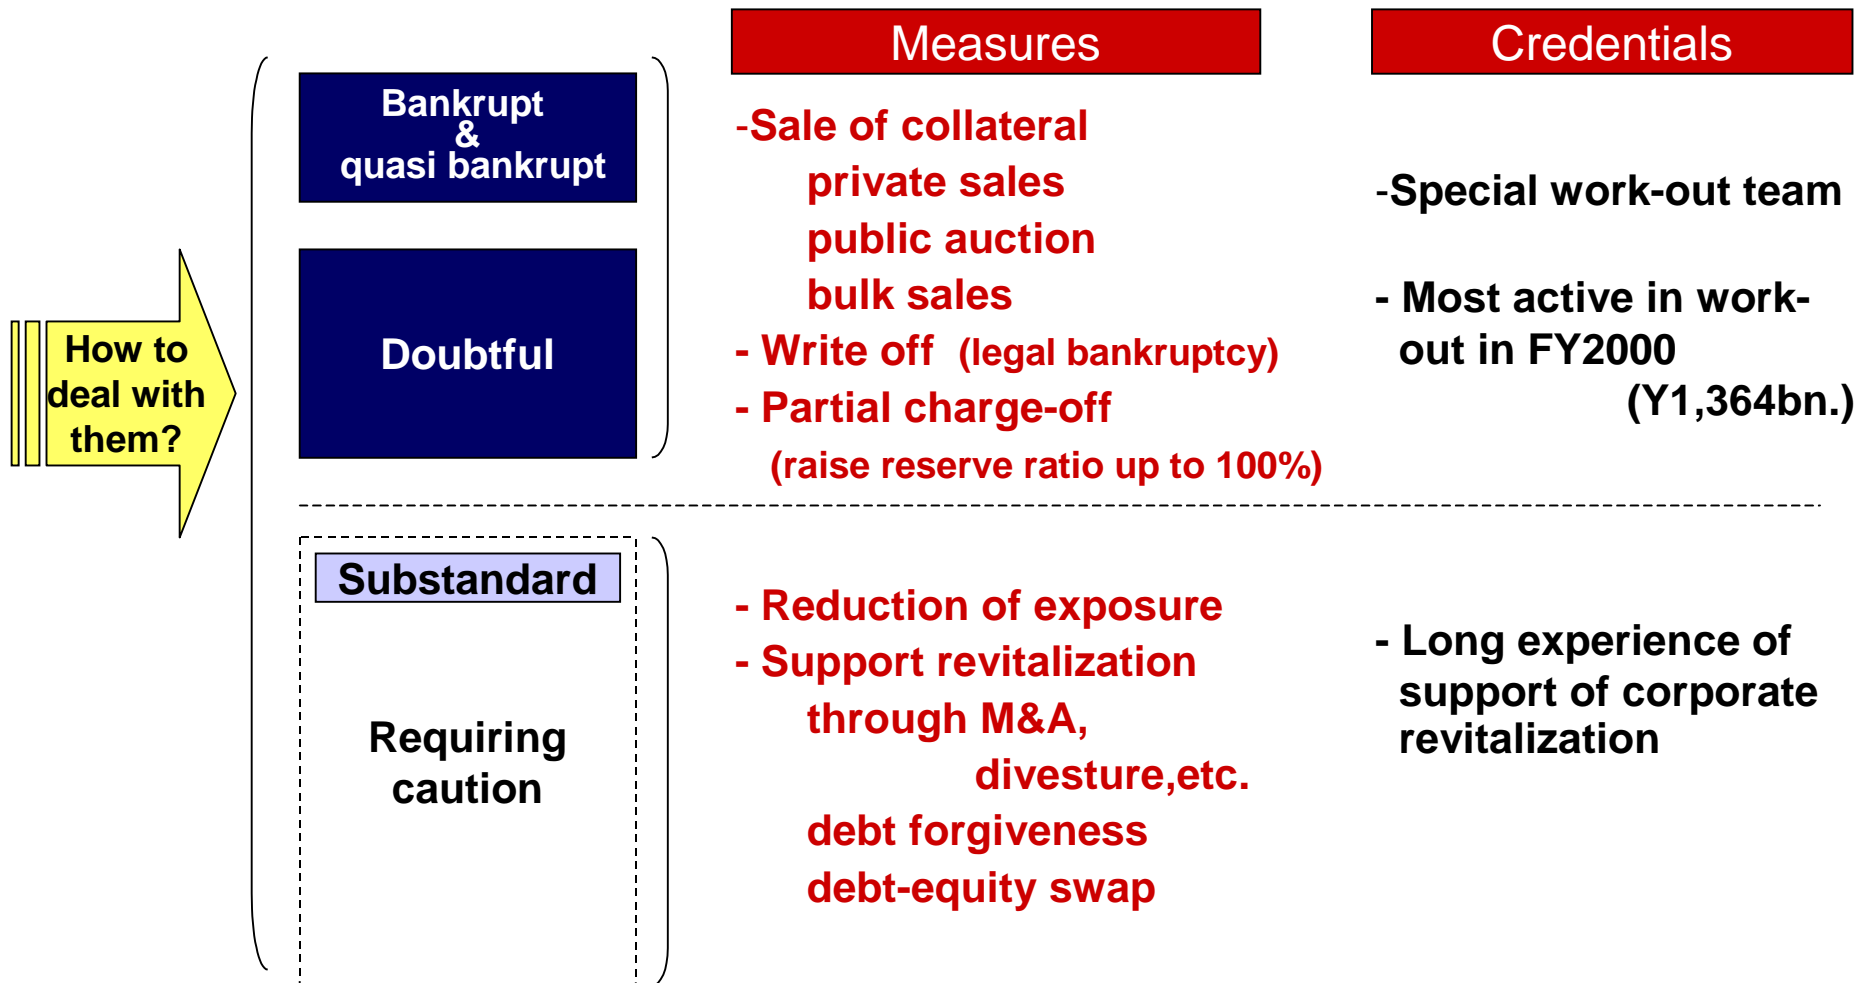 Measures
Credentials
How to
deal with
them?
Bankrupt
&
quasi bankrupt
Doubtful
-Sale of collateral
private sales
public auction
bulk sales
- Write off (legal bankruptcy)
- Partial charge-off
(raise reserve ratio up to 100%)
-Special work-out team
- Most active in work-
out in FY2000
(Y1,364bn.)
Substandard
Requiring
caution
- Reduction of exposure
- Support revitalization
through M&A,
divesture,etc.
debt forgiveness
debt-equity swap
- Long experience of
support of corporate
revitalization